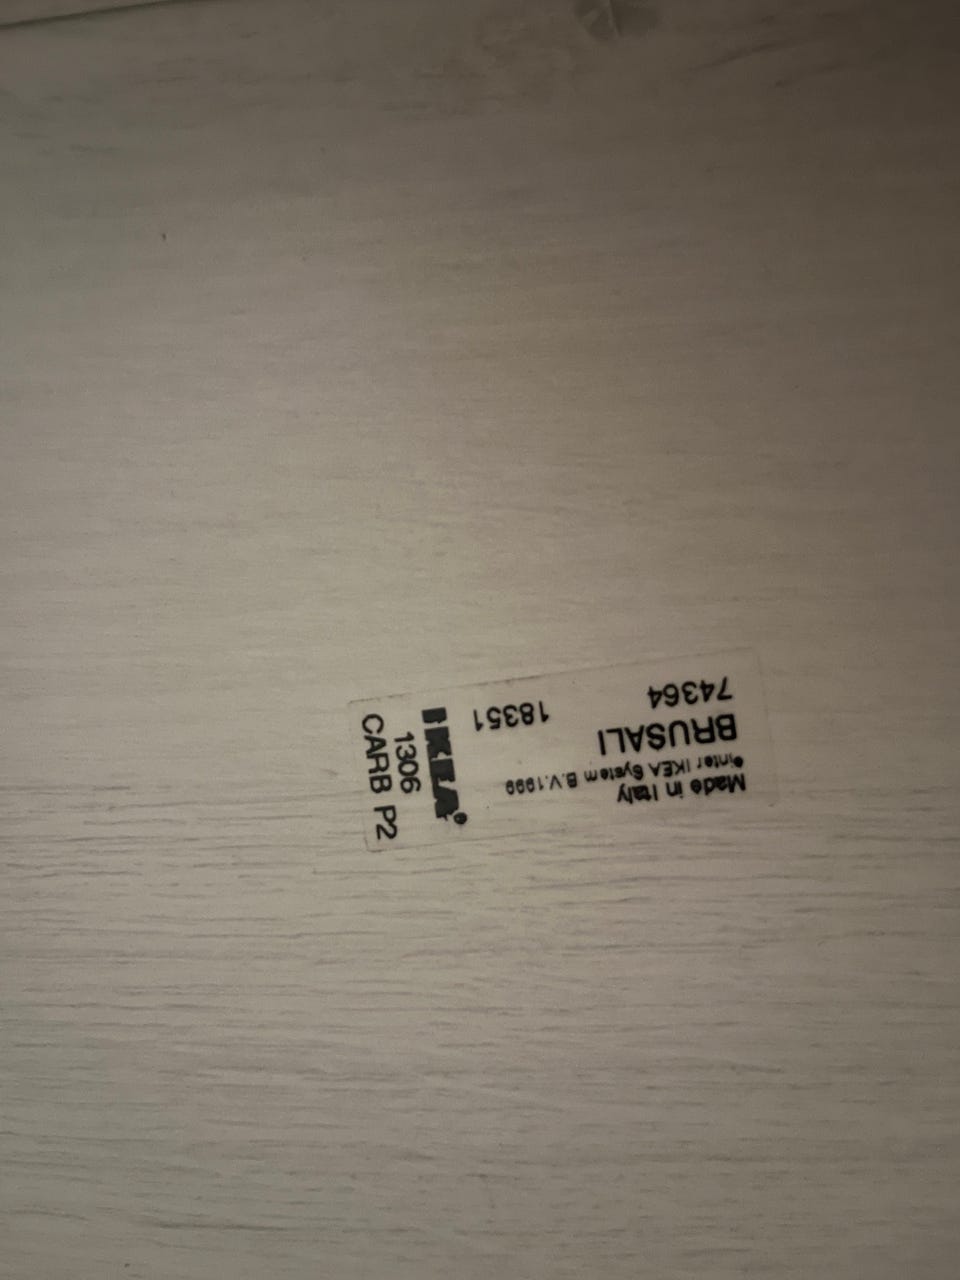 Made in Italy
©Inter IKEA System B.V.1999
BRUSALI
74364
18351
IKEA®
1306
CARB P2